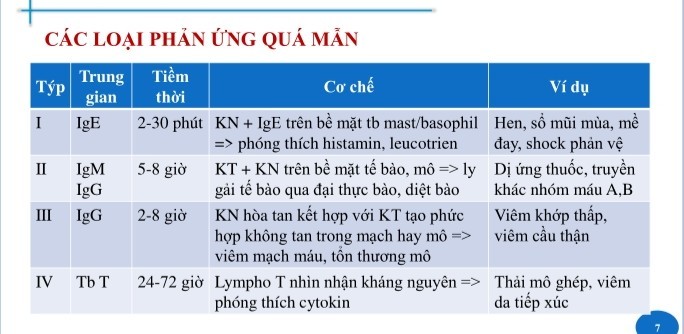 CÁC LOẠI PHẢN ỨNG QUÁ MẪN
Týp
Trung
gian
Tiềm
thời
Cơ chế
Ví dụ
I
IgE
2-30 phút
KN + IgE trên bề mặt tb mast/basophil
=> phóng thích histamin, leucotrien
Hen, sổ mũi mùa, mề
đay, shock phản vệ
II
IgM
IgG
5-8 giờ
KT + KN trên bề mặt tế bào, mô => ly
gải tế bào qua đại thực bào, diệt bào
Dị ứng thuốc, truyền
khác nhóm máu A,B
III
IgG
2-8 giờ
KN hòa tan kết hợp với KT tạo phức
hợp không tan trong mạch hay mô =>
viêm mạch máu, tổn thương mô
Viêm khớp thấp,
viêm cầu thận
IV
Tb T
24-72 giờ
Lympho T nhìn nhận kháng nguyên =>
phóng thích cytokin
Thải mô ghép, viêm
da tiếp xúc
7